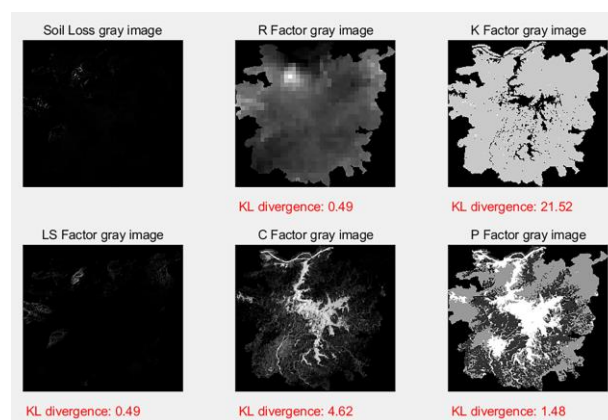 Soil Loss gray image
R Factor gray image
K Factor gray image
KL divergence: 0.49
KL divergence: 21.52
LS Factor gray image
C Factor gray image
P Factor gray image
KL divergence: 0.49
KL divergence: 4.62
KL divergence: 1.48